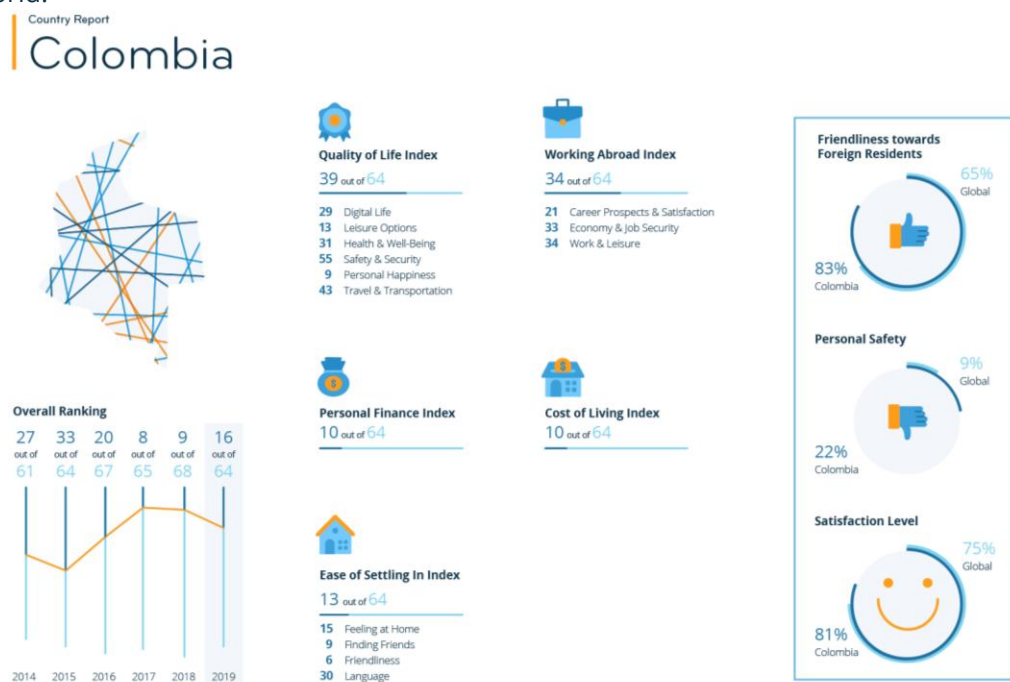 Country Report
Colombia
Quality of Life Index
39 out of 64
29 Digital Life
13 Leisure Options
31 Health & Well-Being
55 Safety & Security
9 Personal Happiness
43 Travel & Transportation
Working Abroad Index
34 out of 64
21 Career Prospects & Satisfaction
33 Economy & Job Security
34 Work & Leisure
Personal Finance Index
10 out of 64
Cost of Living Index
10 out of 64
Ease of Settling In Index
13 out of 64
15 Feeling at Home
9 Finding Friends
6 Friendliness
30 Language
Overall Ranking
27 33 20 8 9 16
out of out of out of out of out of out of
61 64 67 65 68 64
2014 2015 2016 2017 2018 2019
Friendliness towards
Foreign Residents
65%
Global
83%
Colombia
Personal Safety
9%
Global
22%
Colombia
Satisfaction Level
75%
Global
81%
Colombia